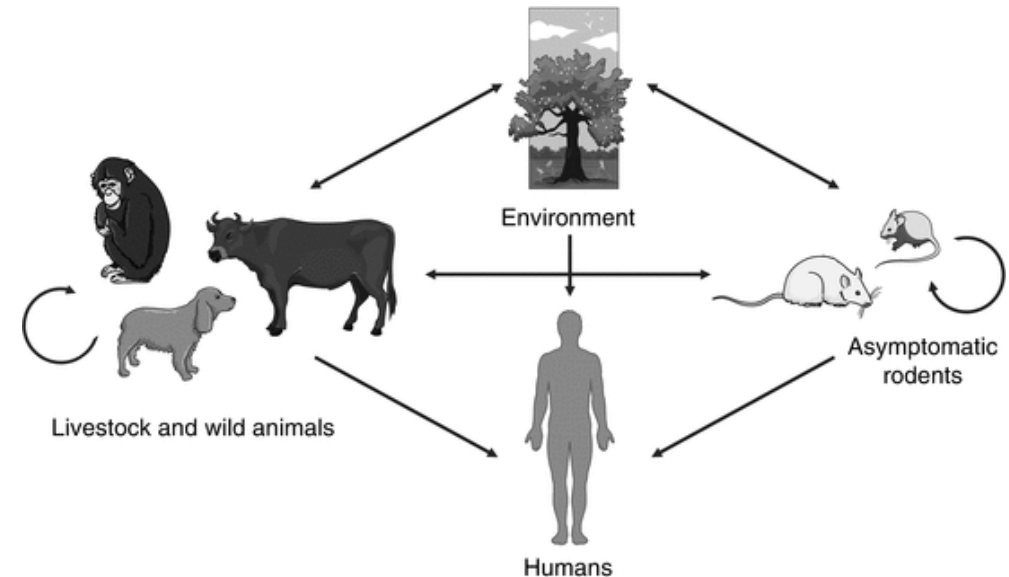 Environment
Asymptomatic
rodents
Livestock and wild animals
Humans